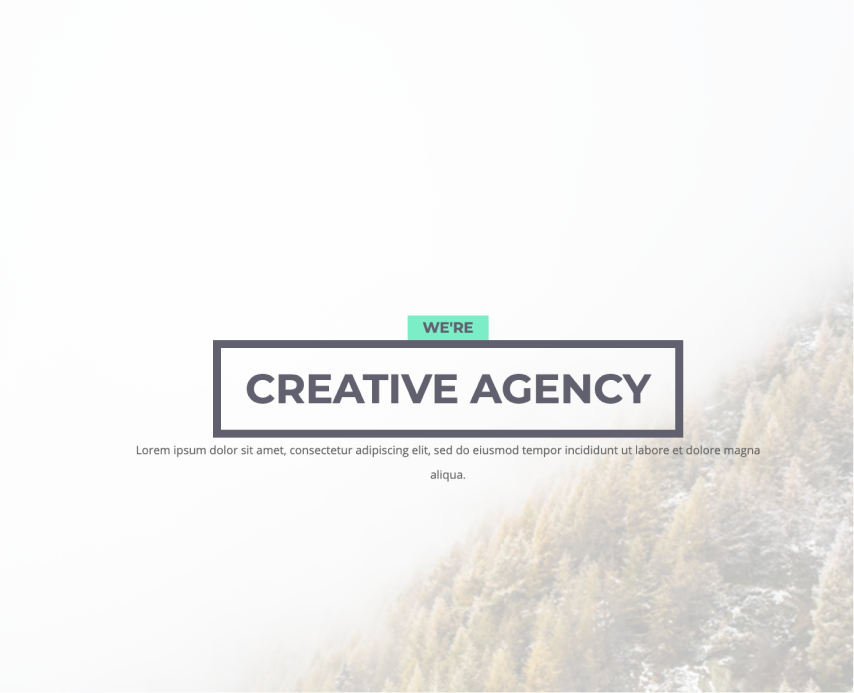 WE'RE
CREATIVE AGENCY
Lorem ipsum dolor sit amet, consectetur adipiscing elit, sed do eiusmod tempor incididunt ut labore et dolore magna
aliqua.